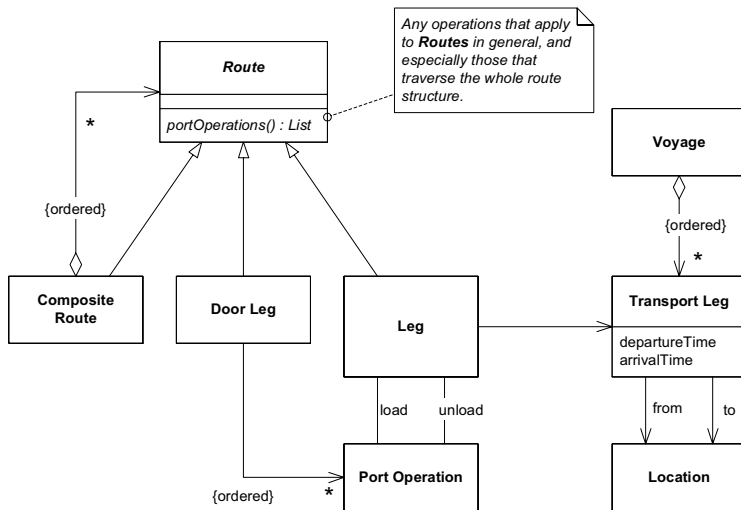 Route
portOperations() : List
Any operations that apply
to Routes in general, and
especially those that
traverse the whole route
structure.
*
{ordered}
Voyage
{ordered}
*
Composite
Route
Door Leg
Leg
Transport Leg
departureTime
arrivalTime
load
unload
from
to
{ordered}
*
Port Operation
Location